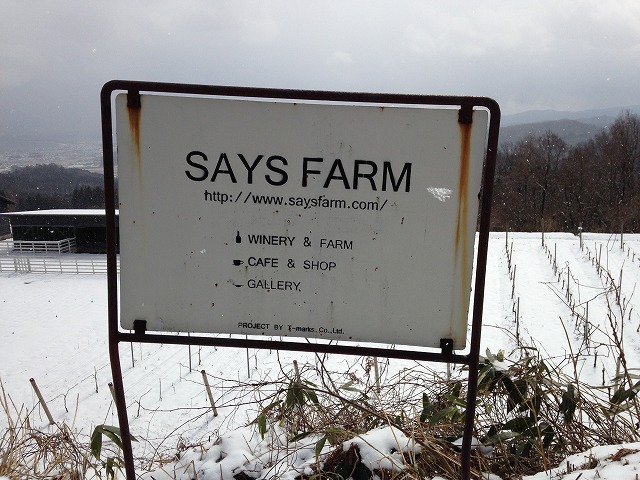 SAYS FARM
http://www.saysfarm.com/
WINERY & FARM
CAFE & SHOP
GALLERY
PROJECT BY T-marks. Co., Ltd.